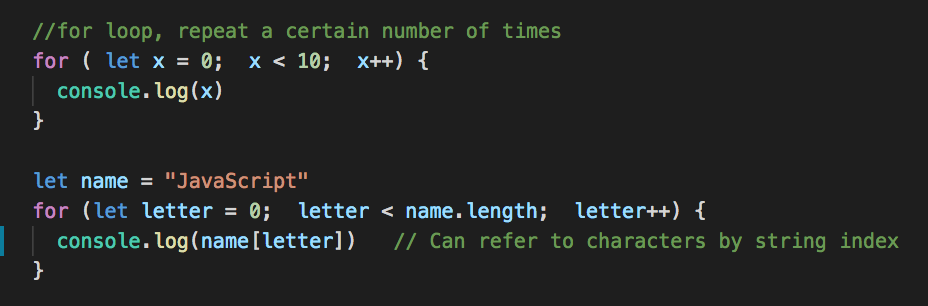 //for loop, repeat a certain number of times
for ( let x = 0;  x < 10;  x++) {
  console.log(x)
}
let name = "JavaScript"
for (let letter = 0;  letter < name.length;  letter++) {
  console.log(name[letter])   // Can refer to characters by string index
}